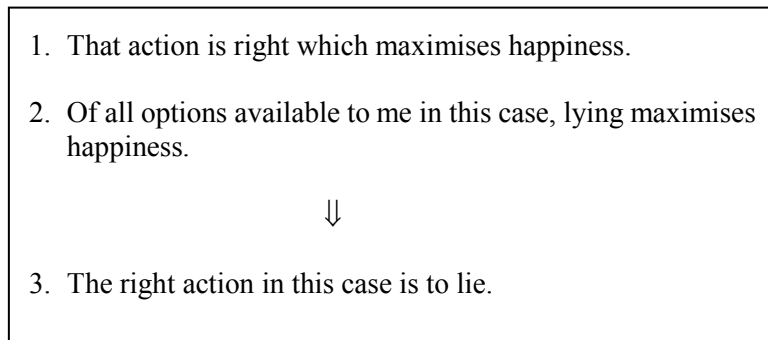 1. That action is right which maximises happiness.
2. Of all options available to me in this case, lying maximises
happiness.
⇓
3. The right action in this case is to lie.